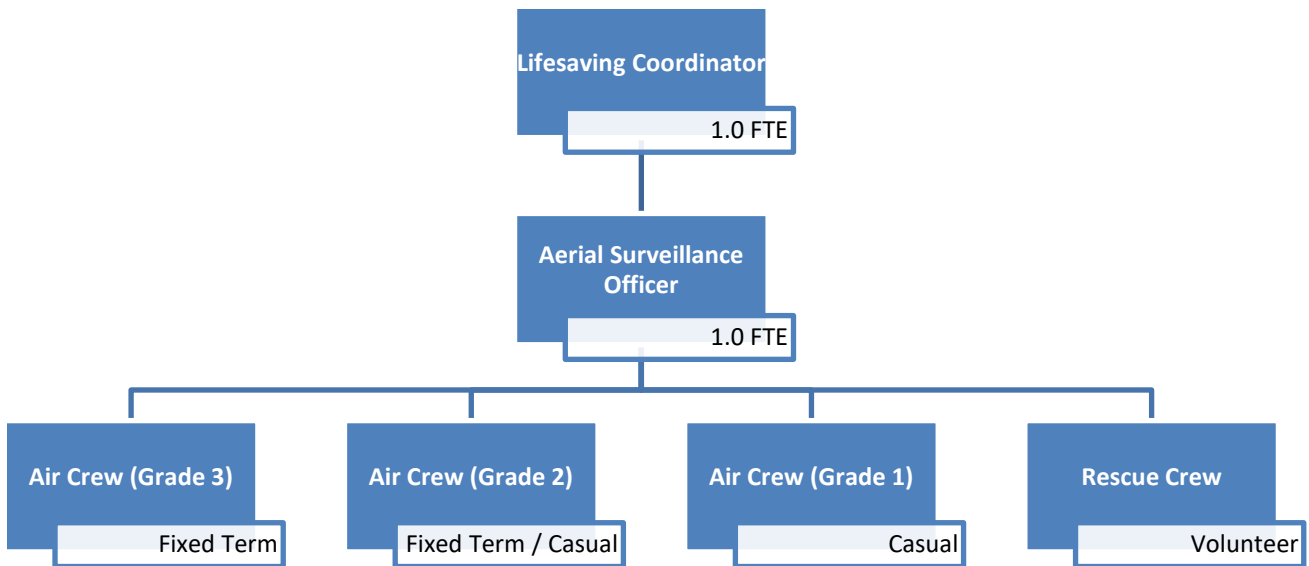 Lifesaving Coordinator
1.0 FTE
Aerial Surveillance
Officer
1.0 FTE
Air Crew (Grade 3)
Fixed Term
Air Crew (Grade 2)
Fixed Term / Casual
Air Crew (Grade 1)
Casual
Rescue Crew
Volunteer